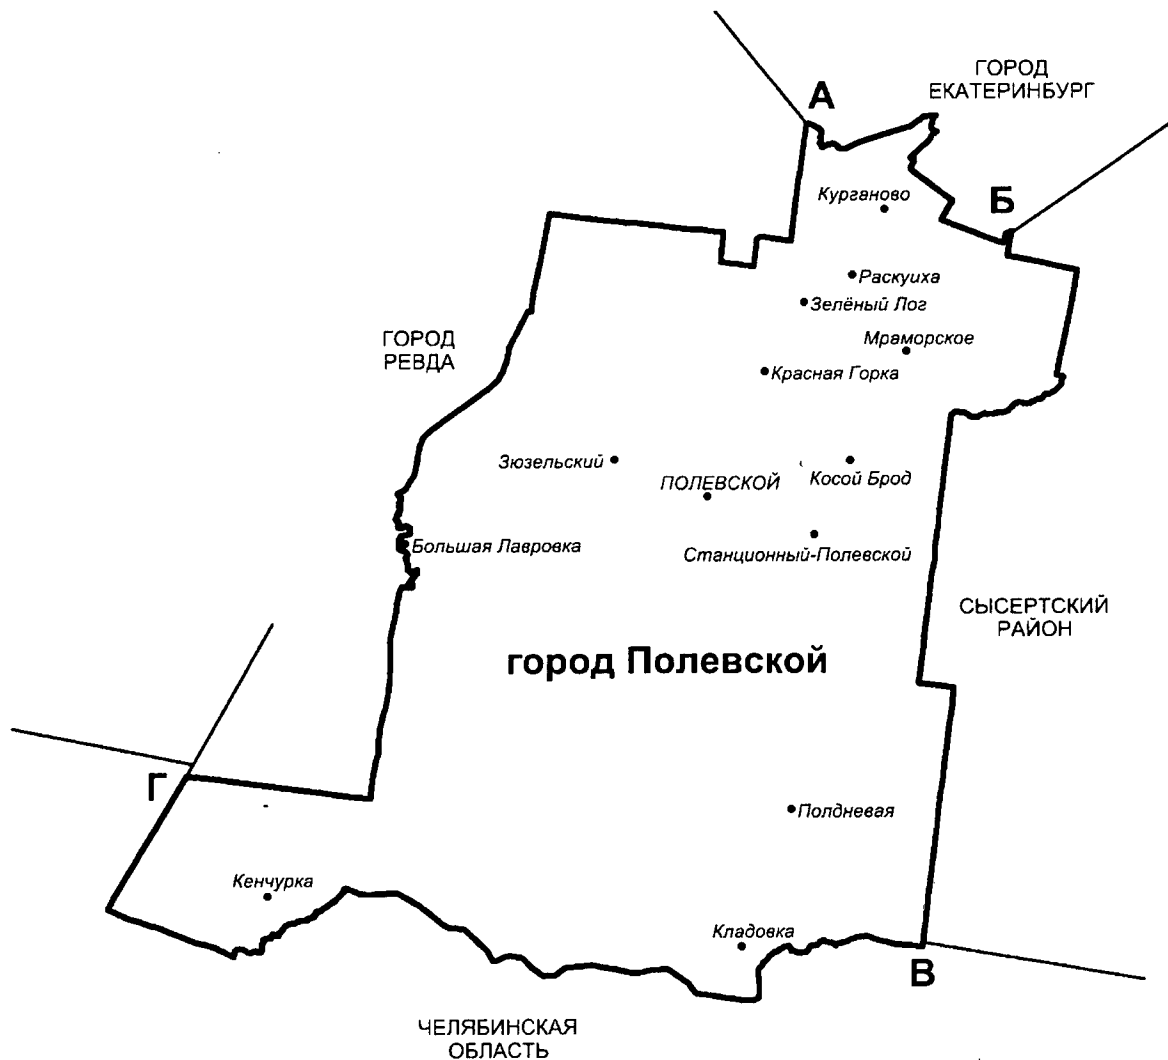 ГОРОД
ЕКАТЕРИНБУРГ
А
Курганово
Б
Раскуиха
Зелёный Лог
ГОРОД
РЕВДА
Мраморское
Красная Горка
Зюзельский
ПОЛЕВСКОЙ
Косой Брод
Большая Лавровка
Станционный-Полевской
СЫСЕРТСКИЙ
РАЙОН
город Полевской
Г
Полдневая
Кенчурка
Кладовка
В
ЧЕЛЯБИНСКАЯ
ОБЛАСТЬ